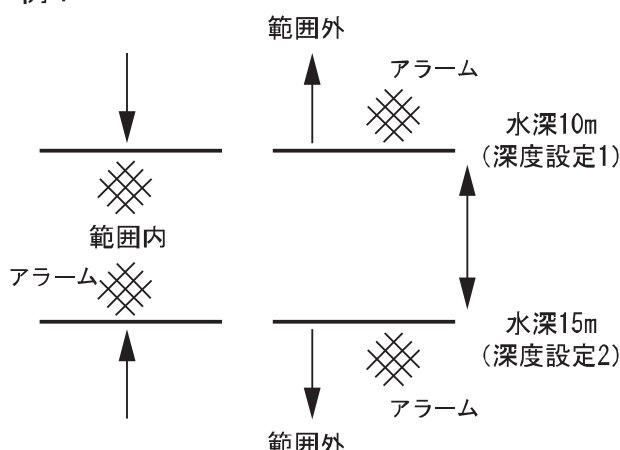 範囲外
アラーム
水深10m
(深度設定1)
範囲内
アラーム
水深15m
(深度設定2)
アラーム
範囲外